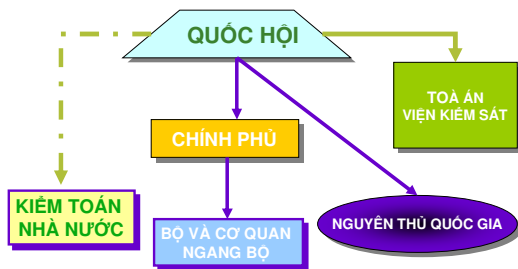 QUỐC HỘI
TOÀ ÁN
VIỆN KIỂM SÁT
CHÍNH PHỦ
KIỂM TOÁN
NHÀ NƯỚC
BỘ VÀ CƠ QUAN
NGANG BỘ
NGUYÊN THỦ QUỐC GIA